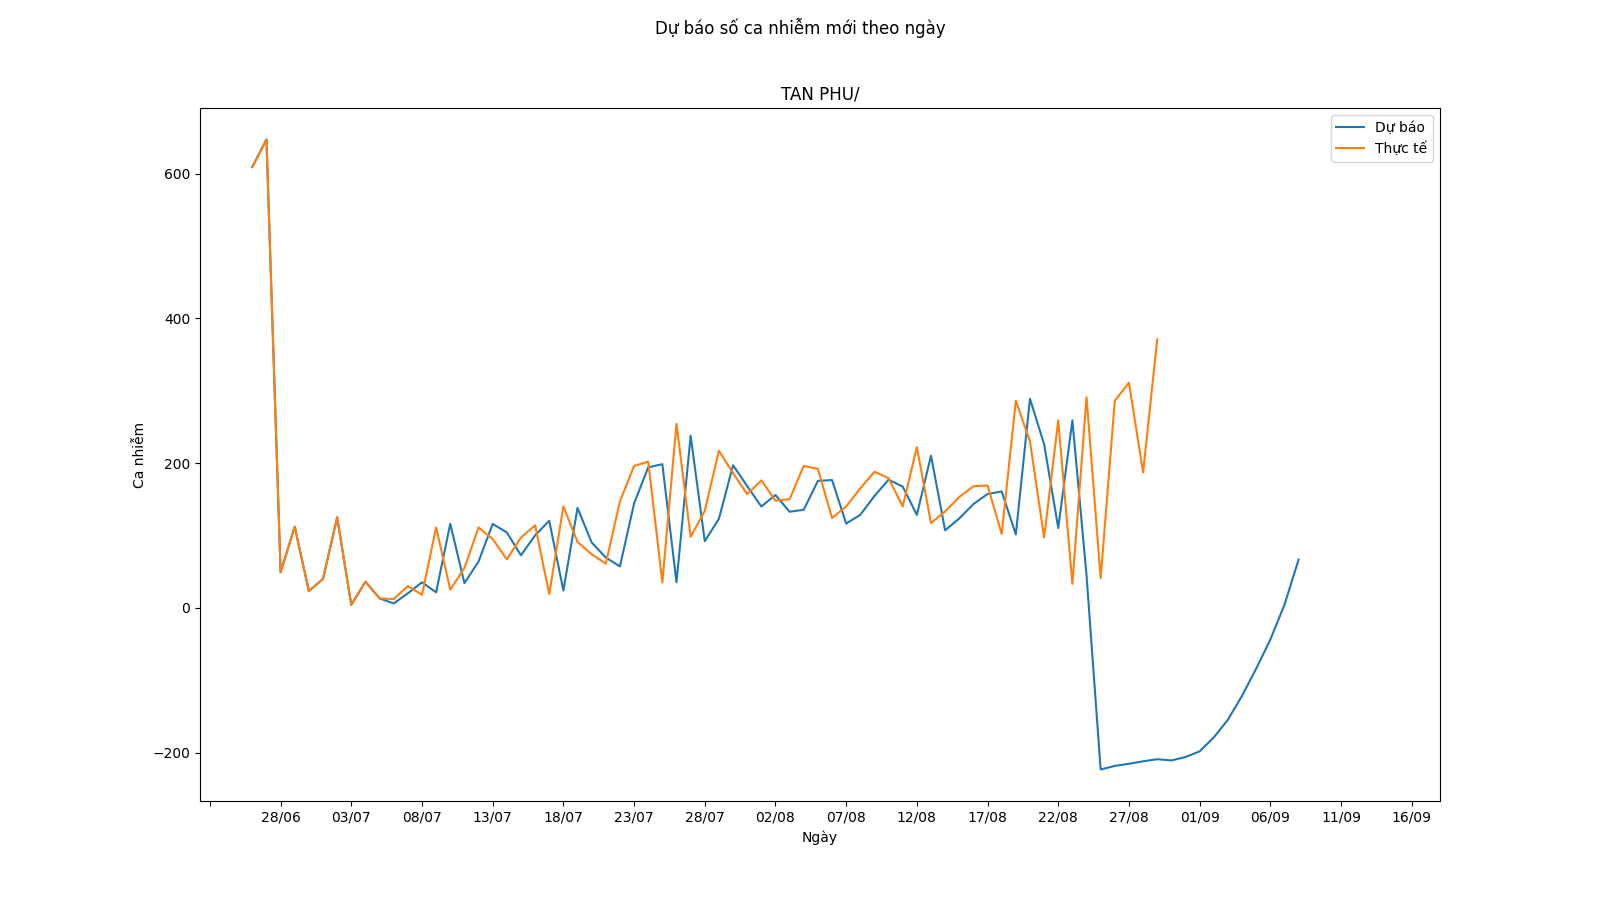 Dự báo số ca nhiễm mới theo ngày
TAN PHU/
Dự báo
Thực tế
600
400
200
0
−200
Ca nhiễm
28/06 03/07 08/07 13/07 18/07 23/07 28/07 02/08 07/08 12/08 17/08 22/08 27/08 01/09 06/09 11/09 16/09
Ngày